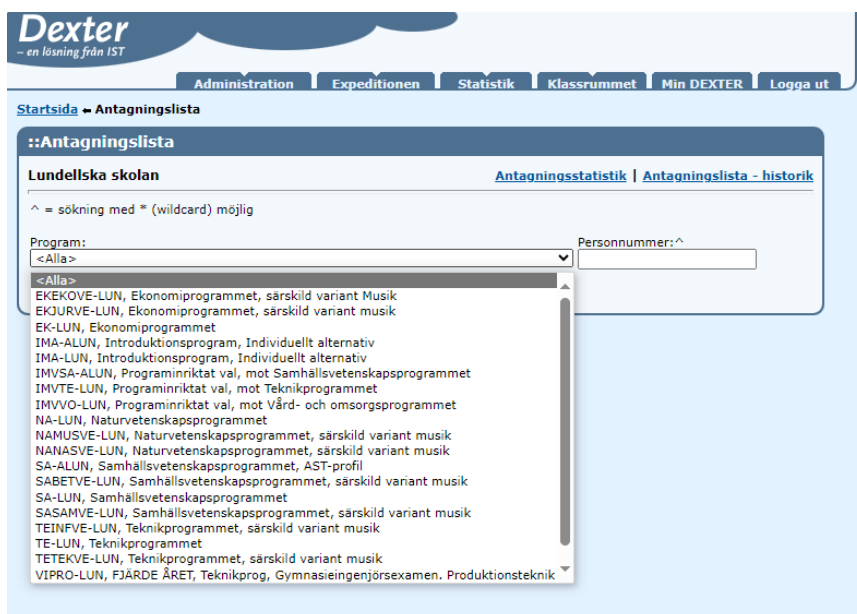 Dexter
– en lösning från IST
Administration Expeditionen Statistik Klassrummet Min DEXTER Logga ut
Startsida Antagningslista
::Antagningslista
Lundellska skolan Antagningsstatistik | Antagningslista - historik
^ = sökning med * (wildcard) möjlig
Program: Personnummer:^
<Alla>
<Alla>
EKEKOVE-LUN, Ekonomiprogrammet, särskild variant Musik
EKJURVE-LUN, Ekonomiprogrammet, särskild variant musik
EK-LUN, Ekonomiprogrammet
IMA-ALUN, Introduktionsprogram, Individuellt alternativ
IMA-LUN, Introduktionsprogram, Individuellt alternativ
IMVSA-ALUN, Programinriktat val, mot Samhällsvetenskapsprogrammet
IMVTE-LUN, Programinriktat val, mot Teknikprogrammet
IMVVO-LUN, Programinriktat val, mot Vård- och omsorgsprogrammet
NA-LUN, Naturvetenskapsprogrammet
NAMUSVE-LUN, Naturvetenskapsprogrammet, särskild variant musik
NANASVE-LUN, Naturvetenskapsprogrammet, särskild variant musik
SA-ALUN, Samhällsvetenskapsprogrammet, AST-profil
SABETVE-LUN, Samhällsvetenskapsprogrammet, särskild variant musik
SA-LUN, Samhällsvetenskapsprogrammet
SASAMVE-LUN, Samhällsvetenskapsprogrammet, särskild variant musik
TEINFVE-LUN, Teknikprogrammet, särskild variant musik
TE-LUN, Teknikprogrammet
TETEKVE-LUN, Teknikprogrammet, särskild variant musik
VIPRO-LUN, FJÄRDE ÅRET, Teknikprog, Gymnasieingenjörsexamen. Produktionsteknik